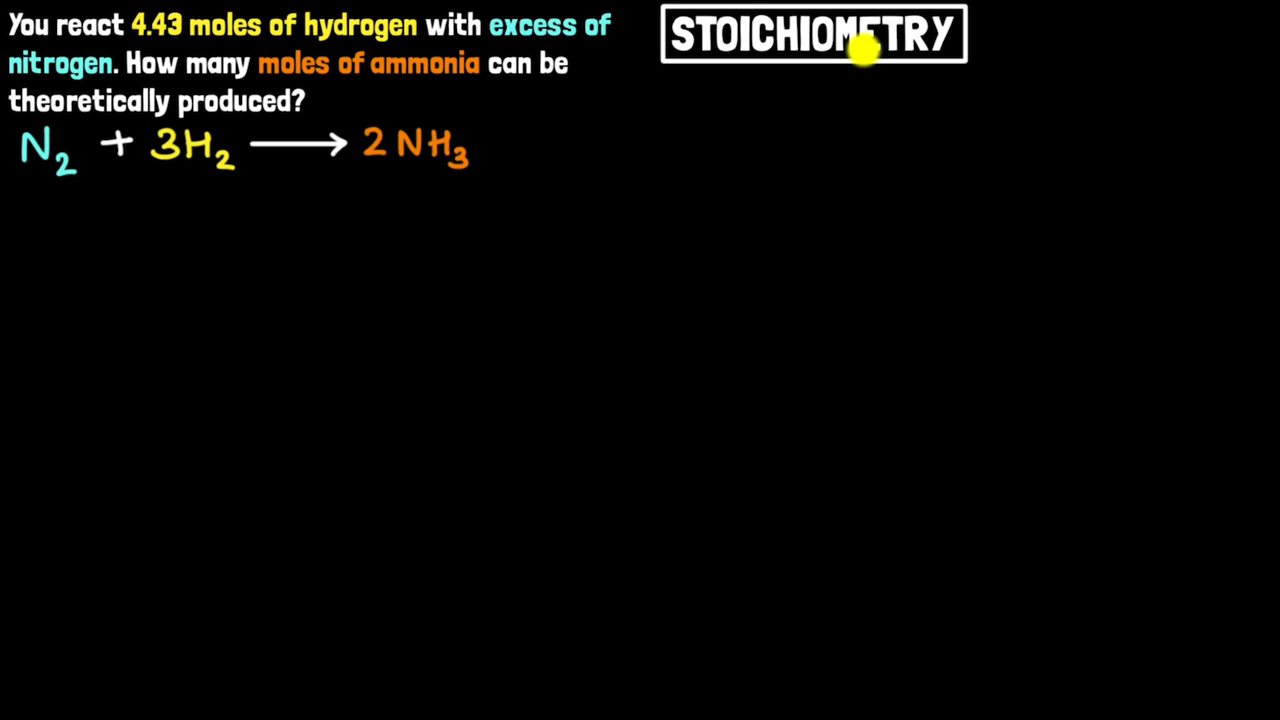 You react 4.43 moles of hydrogen with excess of
nitrogen. How many moles of ammonia can be
theoretically produced?
N₂ + 3H₂ ⟶ 2 NH₃
STOICHIOMETRY